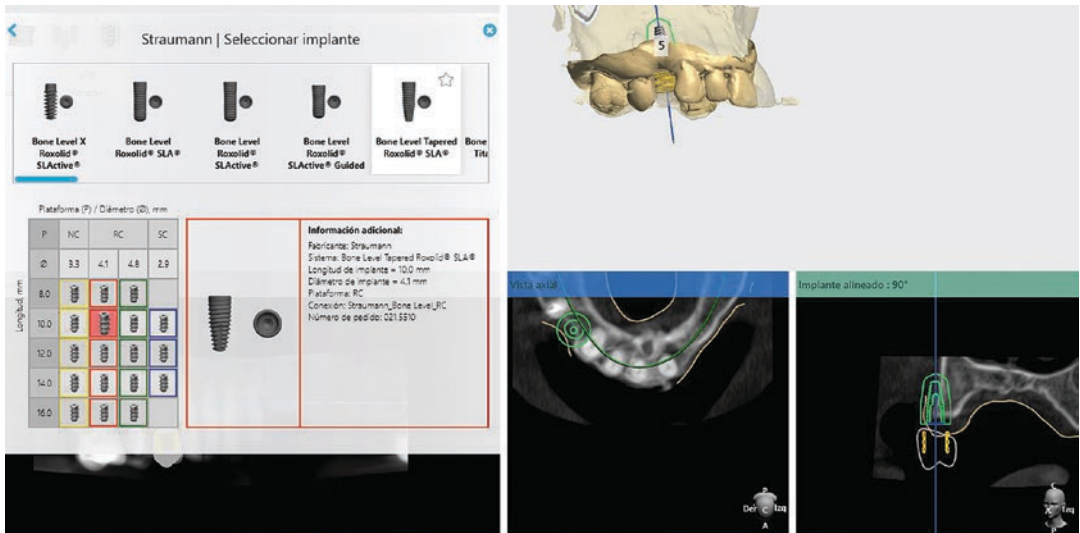 Straumann | Seleccionar implante
Bone Level X
Roxolid®
SLActive®
Bone Level
Roxolid® SLA®
Bone Level
Roxolid®
SLActive®
Bone Level
Roxolid®
SLActive® Guided
Bone Level Tapered
Roxolid® SLA®
Bone
Tita
Plataforma (P) / Diámetro (Ø), mm
P NC RC SC
Ø 3.3 4.1 4.8 2.9
Longitud, mm
8.0
10.0
12.0
14.0
16.0
Información adicional:
Fabricante: Straumann
Sistema: Bone Level Tapered Roxolid® SLA®
Longitud de implante = 10.0 mm
Diámetro de implante = 4.1 mm
Plataforma: RC
Conexión: Straumann_Bone Level_RC
Número de pedido: 021.5510
5
Vista axial
P
Der C Izq
A
Implante alineado : 90°
Izq
P